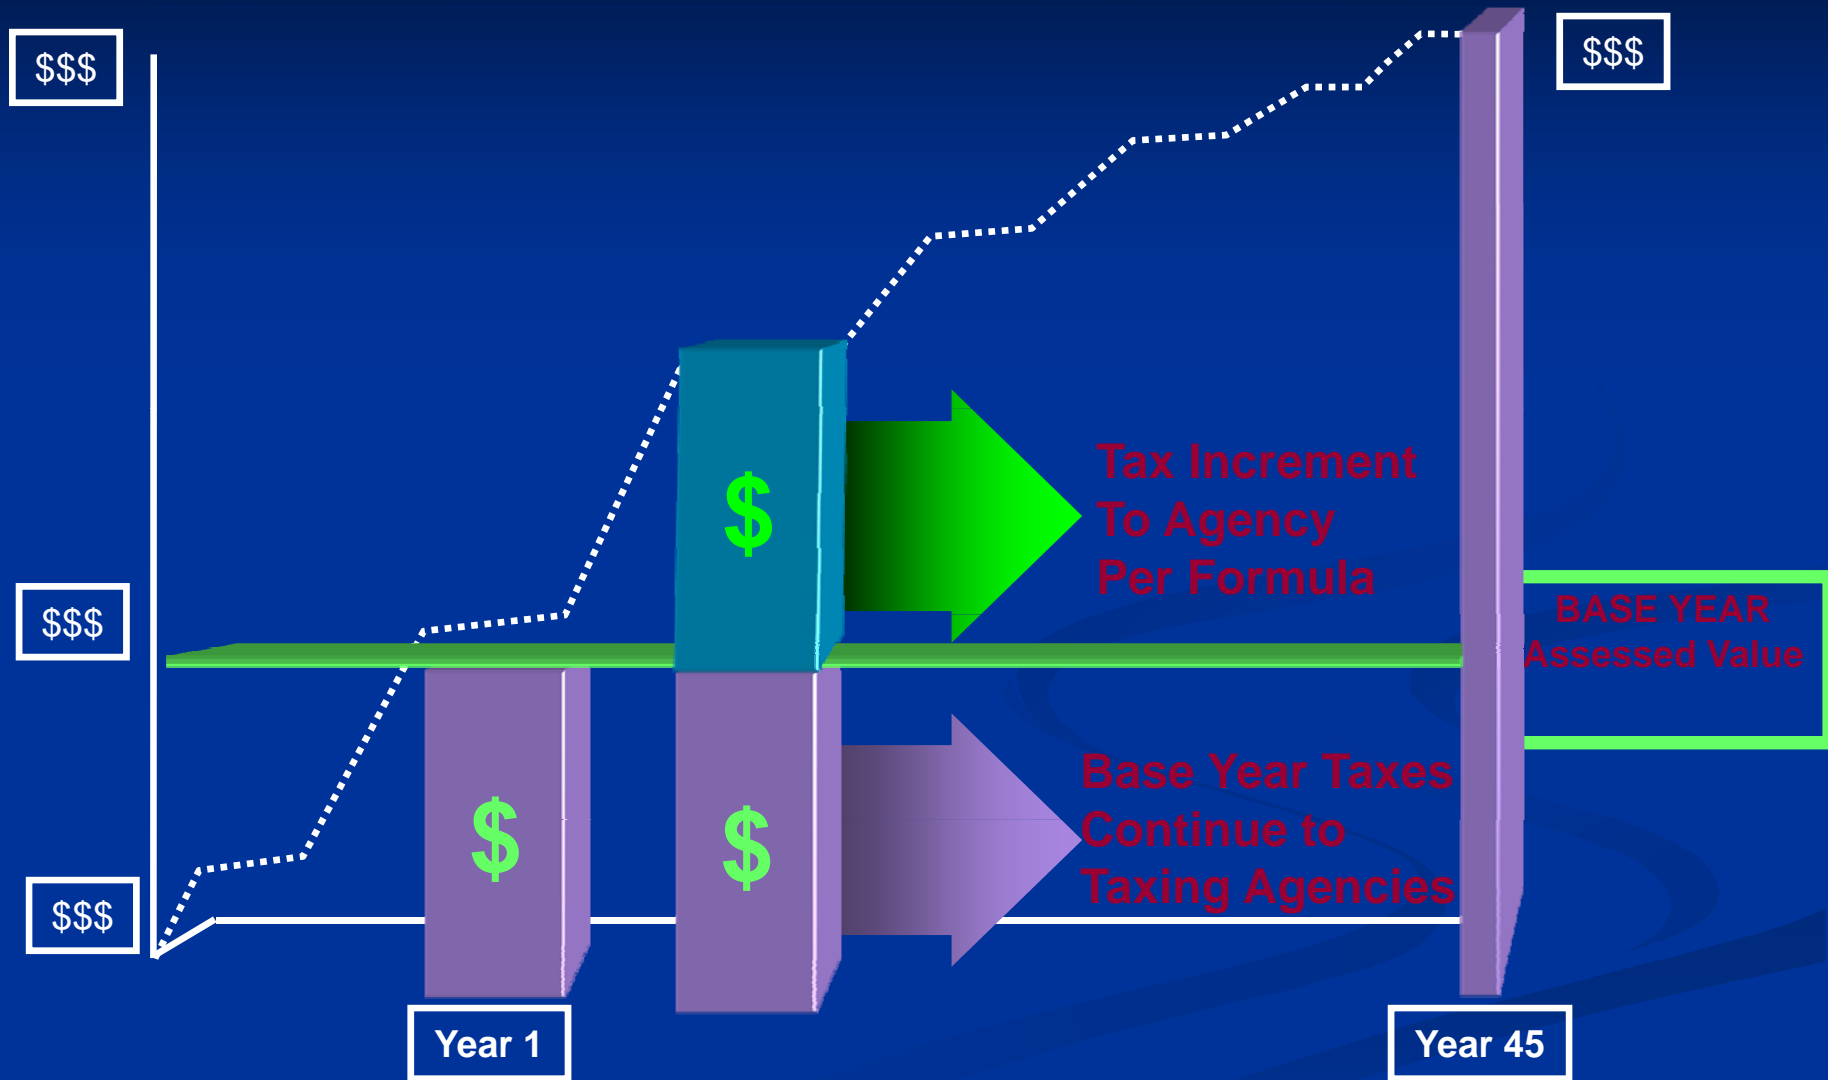 $$$
$$$
$
Tax Increment
To Agency
Per Formula
$$$
BASE YEAR
Assessed Value
$
$
Base Year Taxes
Continue to
Taxing Agencies
$$$
Year 1
Year 45